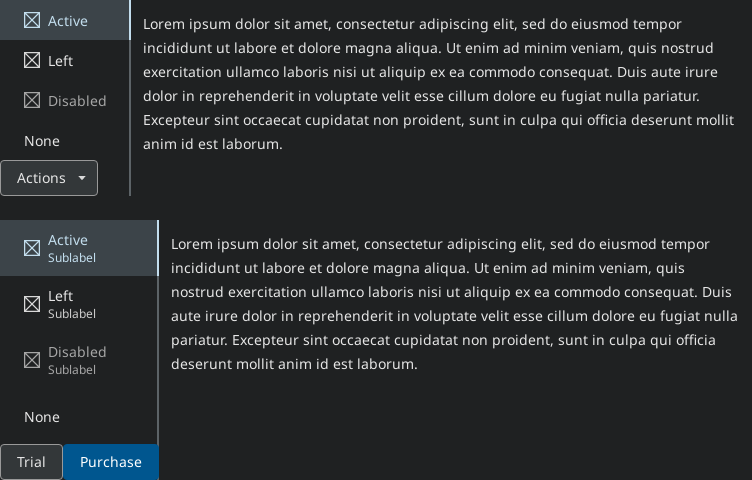 Active
Left
Disabled
None
Actions
Lorem ipsum dolor sit amet, consectetur adipiscing elit, sed do eiusmod tempor
incididunt ut labore et dolore magna aliqua. Ut enim ad minim veniam, quis nostrud
exercitation ullamco laboris nisi ut aliquip ex ea commodo consequat. Duis aute irure
dolor in reprehenderit in voluptate velit esse cillum dolore eu fugiat nulla pariatur.
Excepteur sint occaecat cupidatat non proident, sunt in culpa qui officia deserunt mollit
anim id est laborum.
Active
Sublabel
Left
Sublabel
Disabled
Sublabel
None
Trial
Purchase
Lorem ipsum dolor sit amet, consectetur adipiscing elit, sed do eiusmod tempor
incididunt ut labore et dolore magna aliqua. Ut enim ad minim veniam, quis
nostrud exercitation ullamco laboris nisi ut aliquip ex ea commodo consequat. Duis
aute irure dolor in reprehenderit in voluptate velit esse cillum dolore eu fugiat nulla
pariatur. Excepteur sint occaecat cupidatat non proident, sunt in culpa qui officia
deserunt mollit anim id est laborum.